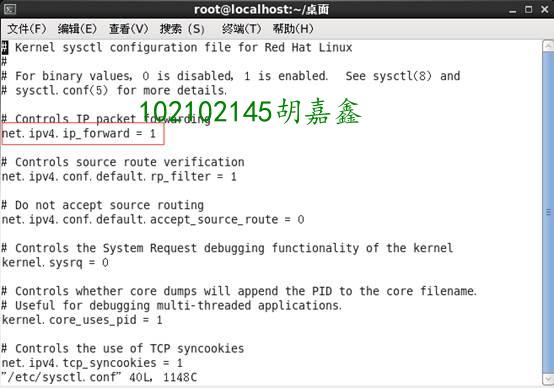 root@localhost:~/桌面
文件(F) 编辑(E) 查看(V) 搜索 (S) 终端(T) 帮助(H)
# Kernel sysctl configuration file for Red Hat Linux
#
# For binary values, 0 is disabled, 1 is enabled.  See sysctl(8) and
# sysctl.conf(5) for more details.
102102145胡嘉鑫
# Controls IP packet forwarding
net.ipv4.ip_forward = 1
# Controls source route verification
net.ipv4.conf.default.rp_filter = 1
# Do not accept source routing
net.ipv4.conf.default.accept_source_route = 0
# Controls the System Request debugging functionality of the kernel
kernel.sysrq = 0
# Controls whether core dumps will append the PID to the core filename.
# Useful for debugging multi-threaded applications.
kernel.core_uses_pid = 1
# Controls the use of TCP syncookies
net.ipv4.tcp_syncookies = 1
"/etc/sysctl.conf" 40L, 1148C